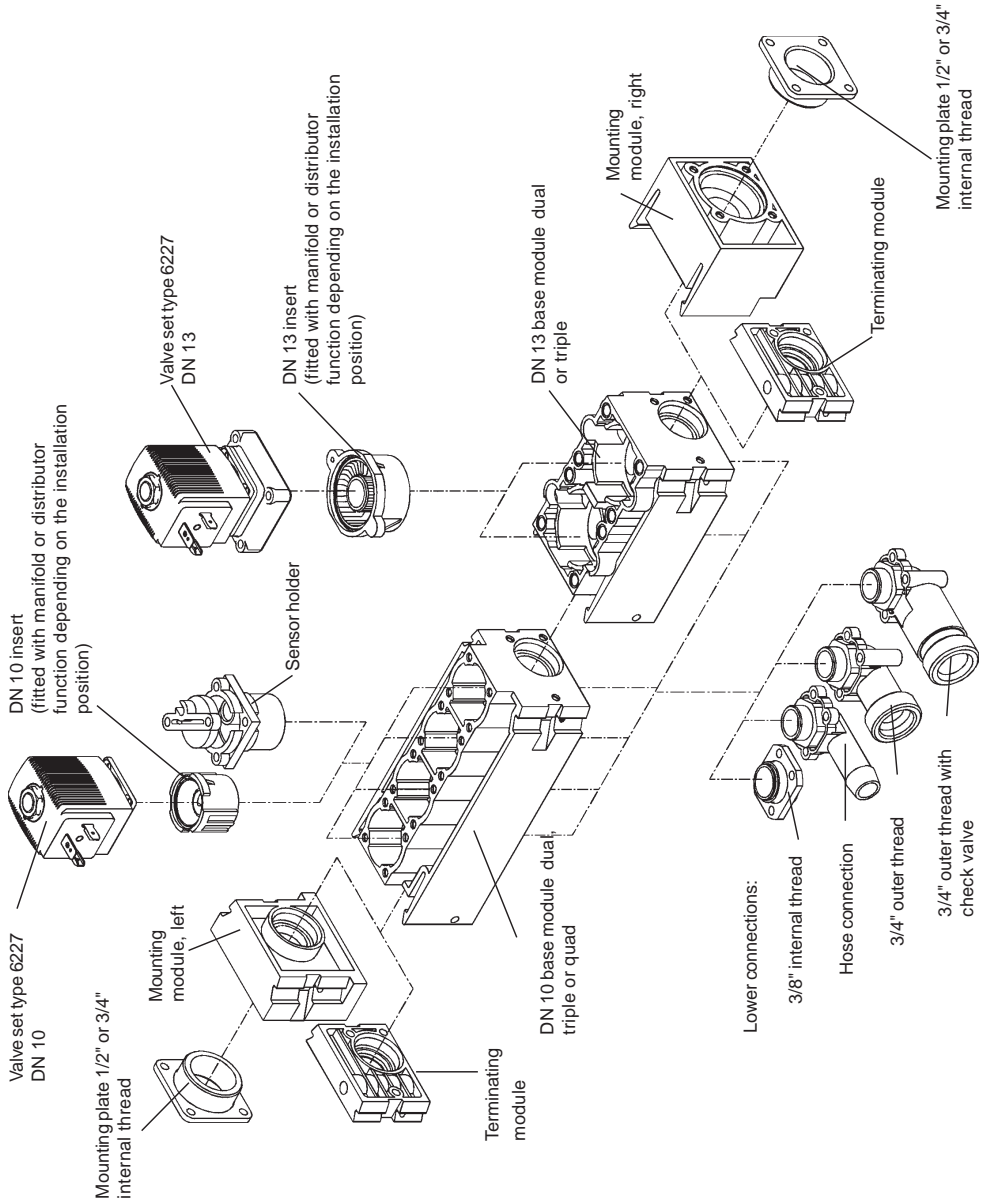 Valve set type 6227
DN 10
DN 10 insert
(fitted with manifold or distributor
function depending on the installation
position)
Valve set type 6227
DN 13
DN 13 insert
(fitted with manifold or distributor
function depending on the installation
position)
Sensor holder
Mounting plate 1/2" or 3/4"
internal thread
Mounting
module, left
Terminating
module
DN 10 base module dual,
triple or quad
DN 13 base module dual
or triple
Mounting
module, right
Terminating module
Mounting plate 1/2" or 3/4"
internal thread
Lower connections:
3/8" internal thread
Hose connection
3/4" outer thread
3/4" outer thread with
check valve